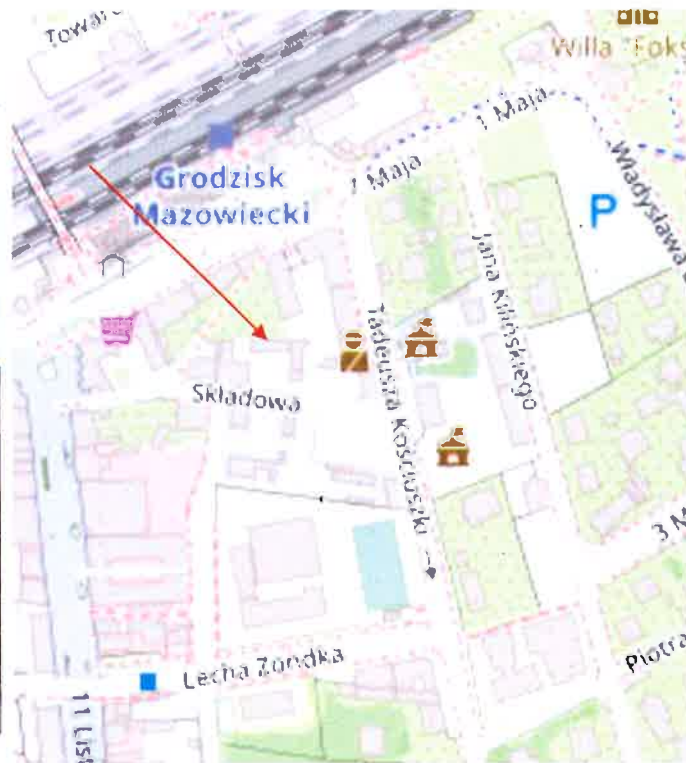 Towaro
Willa "Foks
1 Maja
1 Maja
Grodzisk
Mazowiecki
Władysława
P
Jana Kilińskiego
Tadeusza Kościuszki
Składowa
3 M
Lecha Zondka
Piotra
11 List